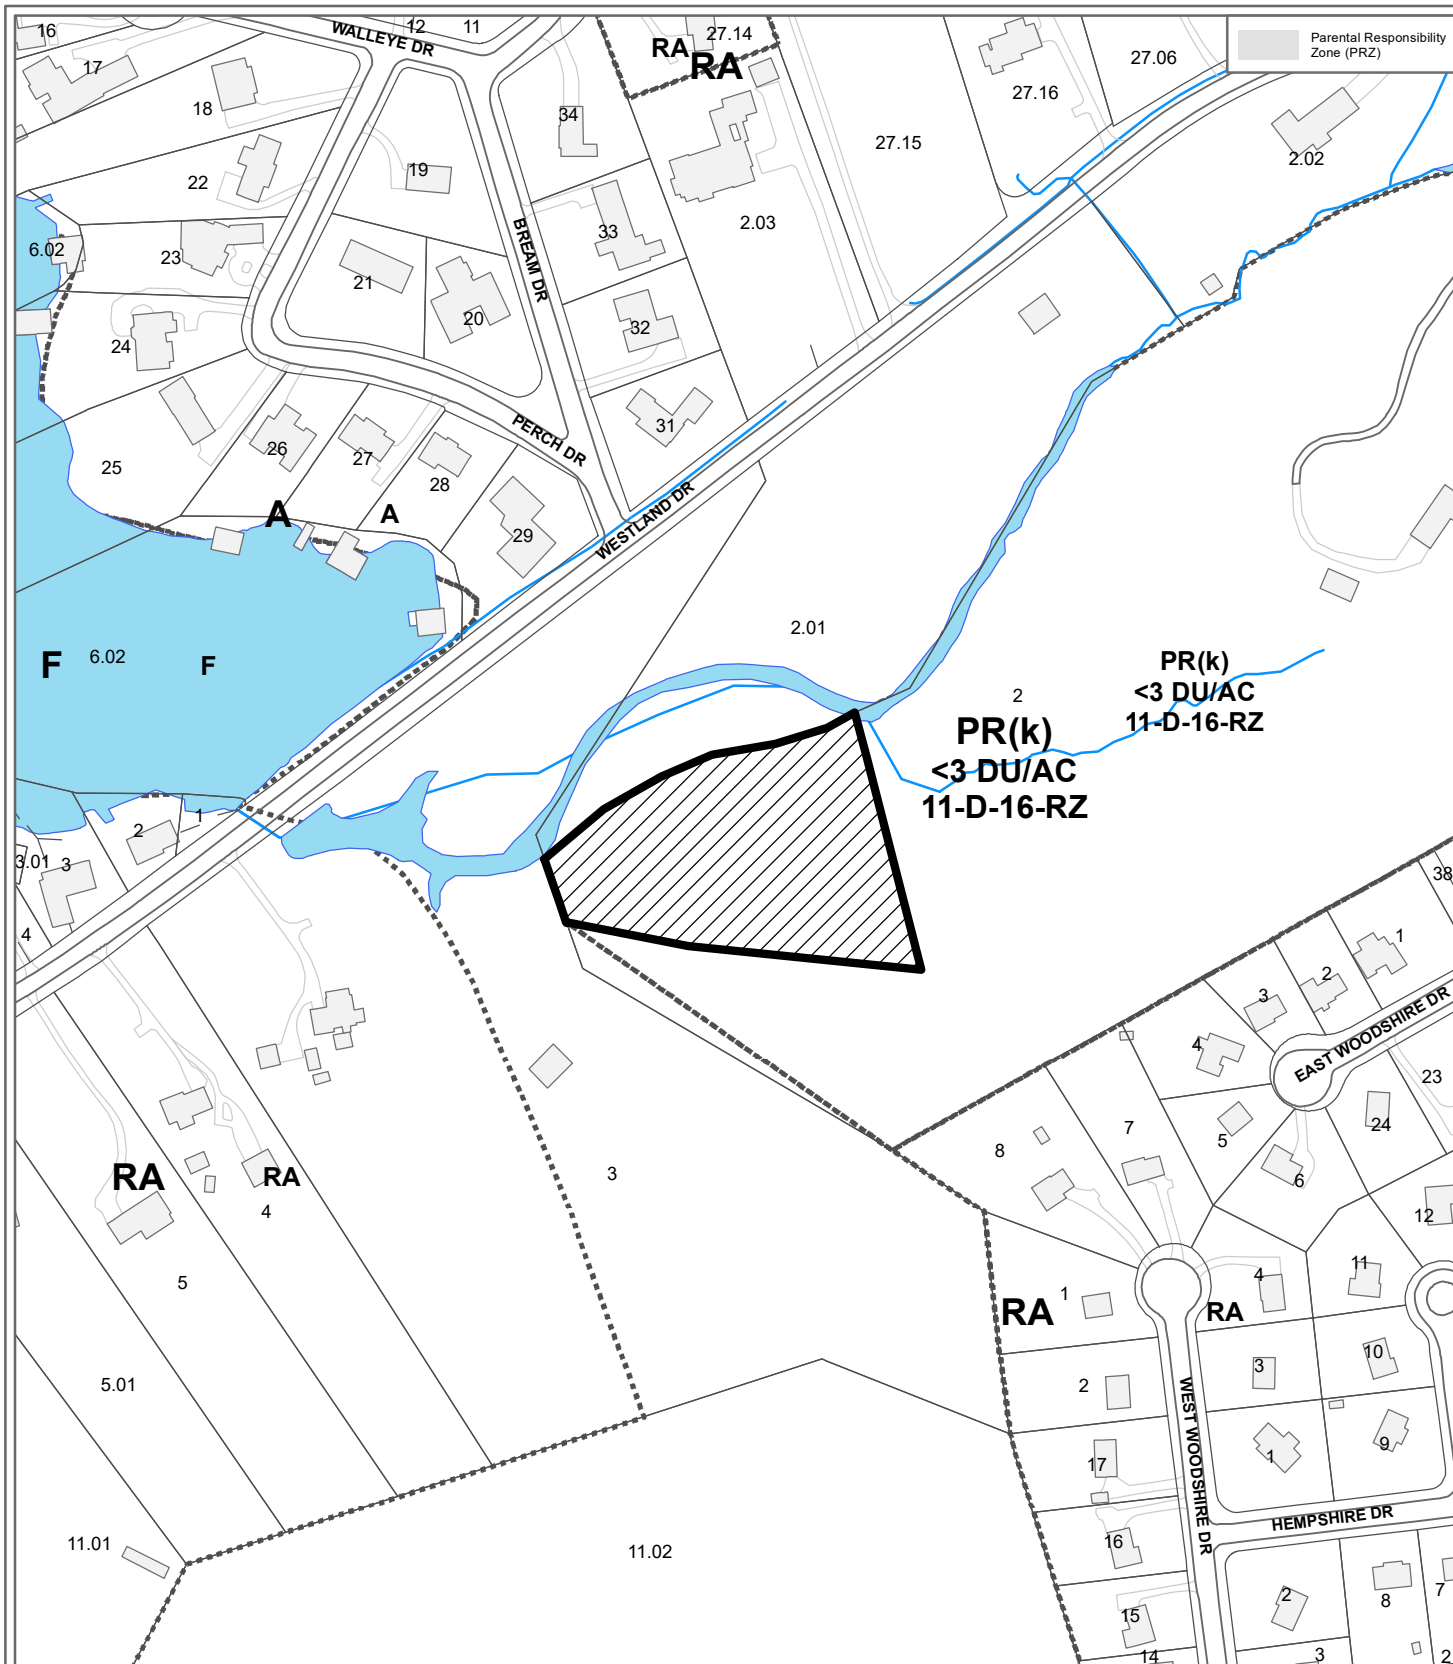 16
12
11
WALLEYE DR
17
18
RA
27.14
RA
27.16
27.06
Parental Responsibility
Zone (PRZ)
34
19
22
27.15
2.02
6.02
23
BREAM DR
33
2.03
21
20
24
32
31
25
26
27
28
PERCH DR
29
A
A
WESTLAND DR
F
6.02
F
2.01
2
PR(k)
<3 DU/AC
11-D-16-RZ
PR(k)
<3 DU/AC
11-D-16-RZ
1
2
3.01
3
4
38
1
2
3
4
EAST WOODSHIRE DR
23
24
5
6
7
8
RA
RA
4
3
5
12
11
4
RA
1
RA
5.01
2
3
10
WEST WOODSHIRE DR
17
1
9
11.01
11.02
16
HEMPSHIRE DR
15
2
8
7
14
3
2